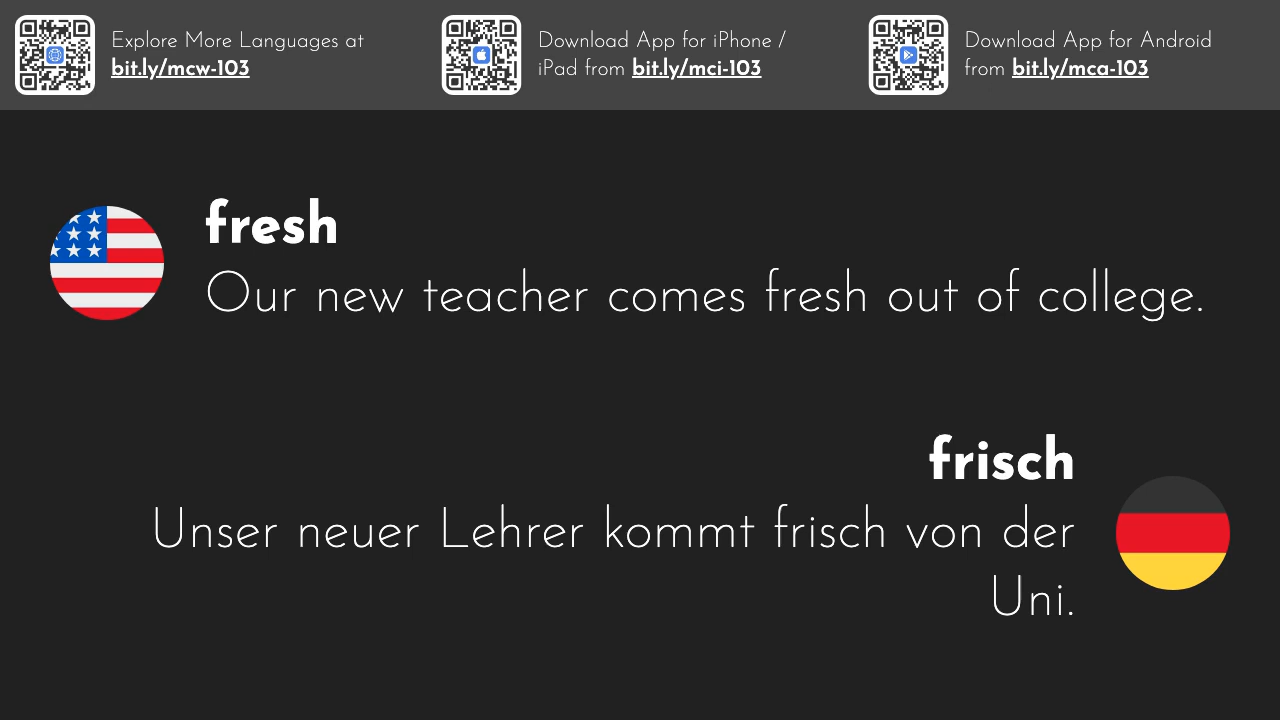 Explore More Languages at
bit.ly/mcw-103
Download App for iPhone /
iPad from bit.ly/mci-103
Download App for Android
from bit.ly/mca-103
fresh
Our new teacher comes fresh out of college.
frisch
Unser neuer Lehrer kommt frisch von der
Uni.